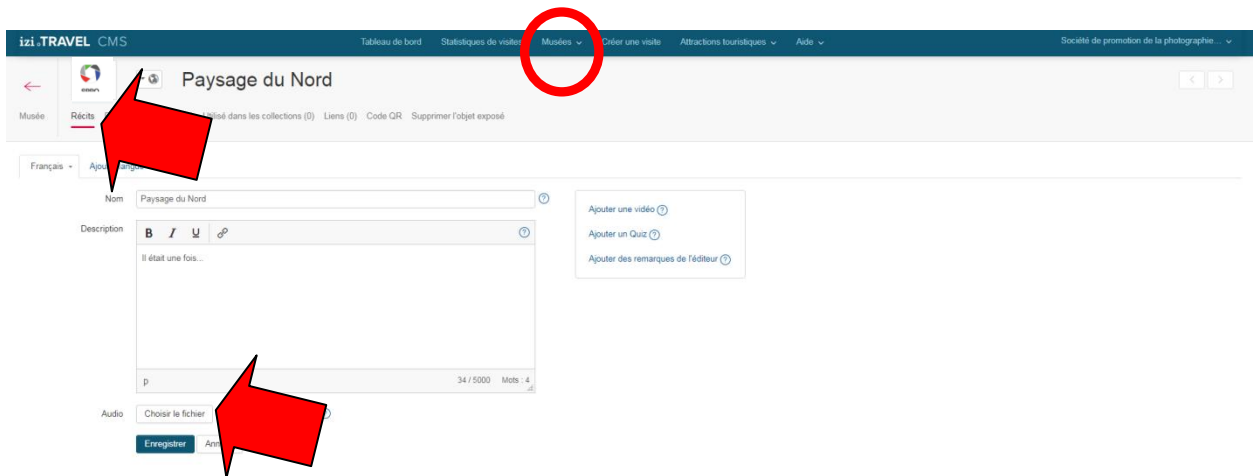 izi.TRAVEL CMS Tableau de bord Statistiques de visites Musées Créer une visite Attractions touristiques Aide Société de promotion de la photographie...
Paysage du Nord
Musée Récits Utilisé dans les collections (0) Liens (0) Code QR Supprimer l'objet exposé
Français
Nom Paysage du Nord
Ajouter une vidéo
Description B I U
Ajouter un Quiz
Il était une fois...
Ajouter des remarques de l'éditeur
p 34 / 5000 Mots : 4
Audio Choisir le fichier
Enregistrer